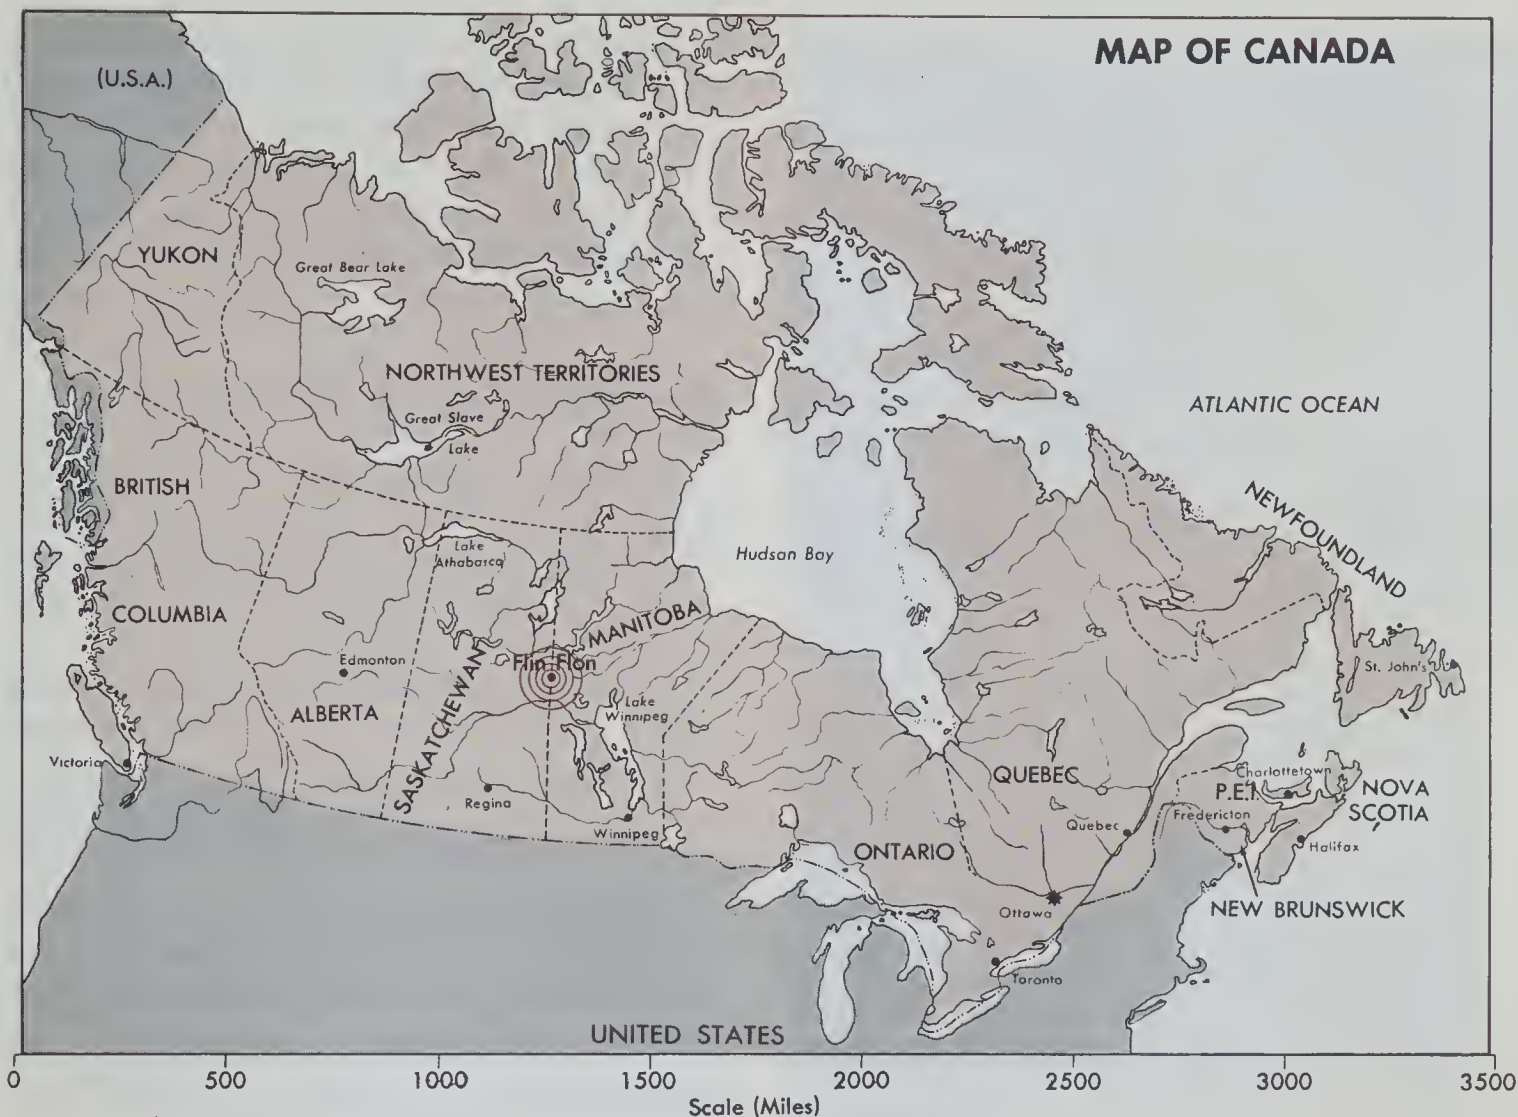 MAP OF CANADA
(U.S.A.)
YUKON
Great Bear Lake
NORTHWEST TERRITORIES
Great Slave
Lake
ATLANTIC OCEAN
BRITISH
COLUMBIA
NEWFOUNDLAND
Lake
Athabasca
Hudsan Bay
MANITOBA
Flin Flon
Edmonton
St. John's
ALBERTA
SASKATCHEWAN
Lake
Winnipeg
Victoria
Regina
Winnipeg
QUEBEC
Charlottetown
P.E.I.
NOVA
SCOTIA
Fredericton
Quebec
Halifax
ONTARIO
Ottawa
NEW BRUNSWICK
Toronto
UNITED STATES
0 500 1000 1500 2000 2500 3000 3500
Scale (Miles)